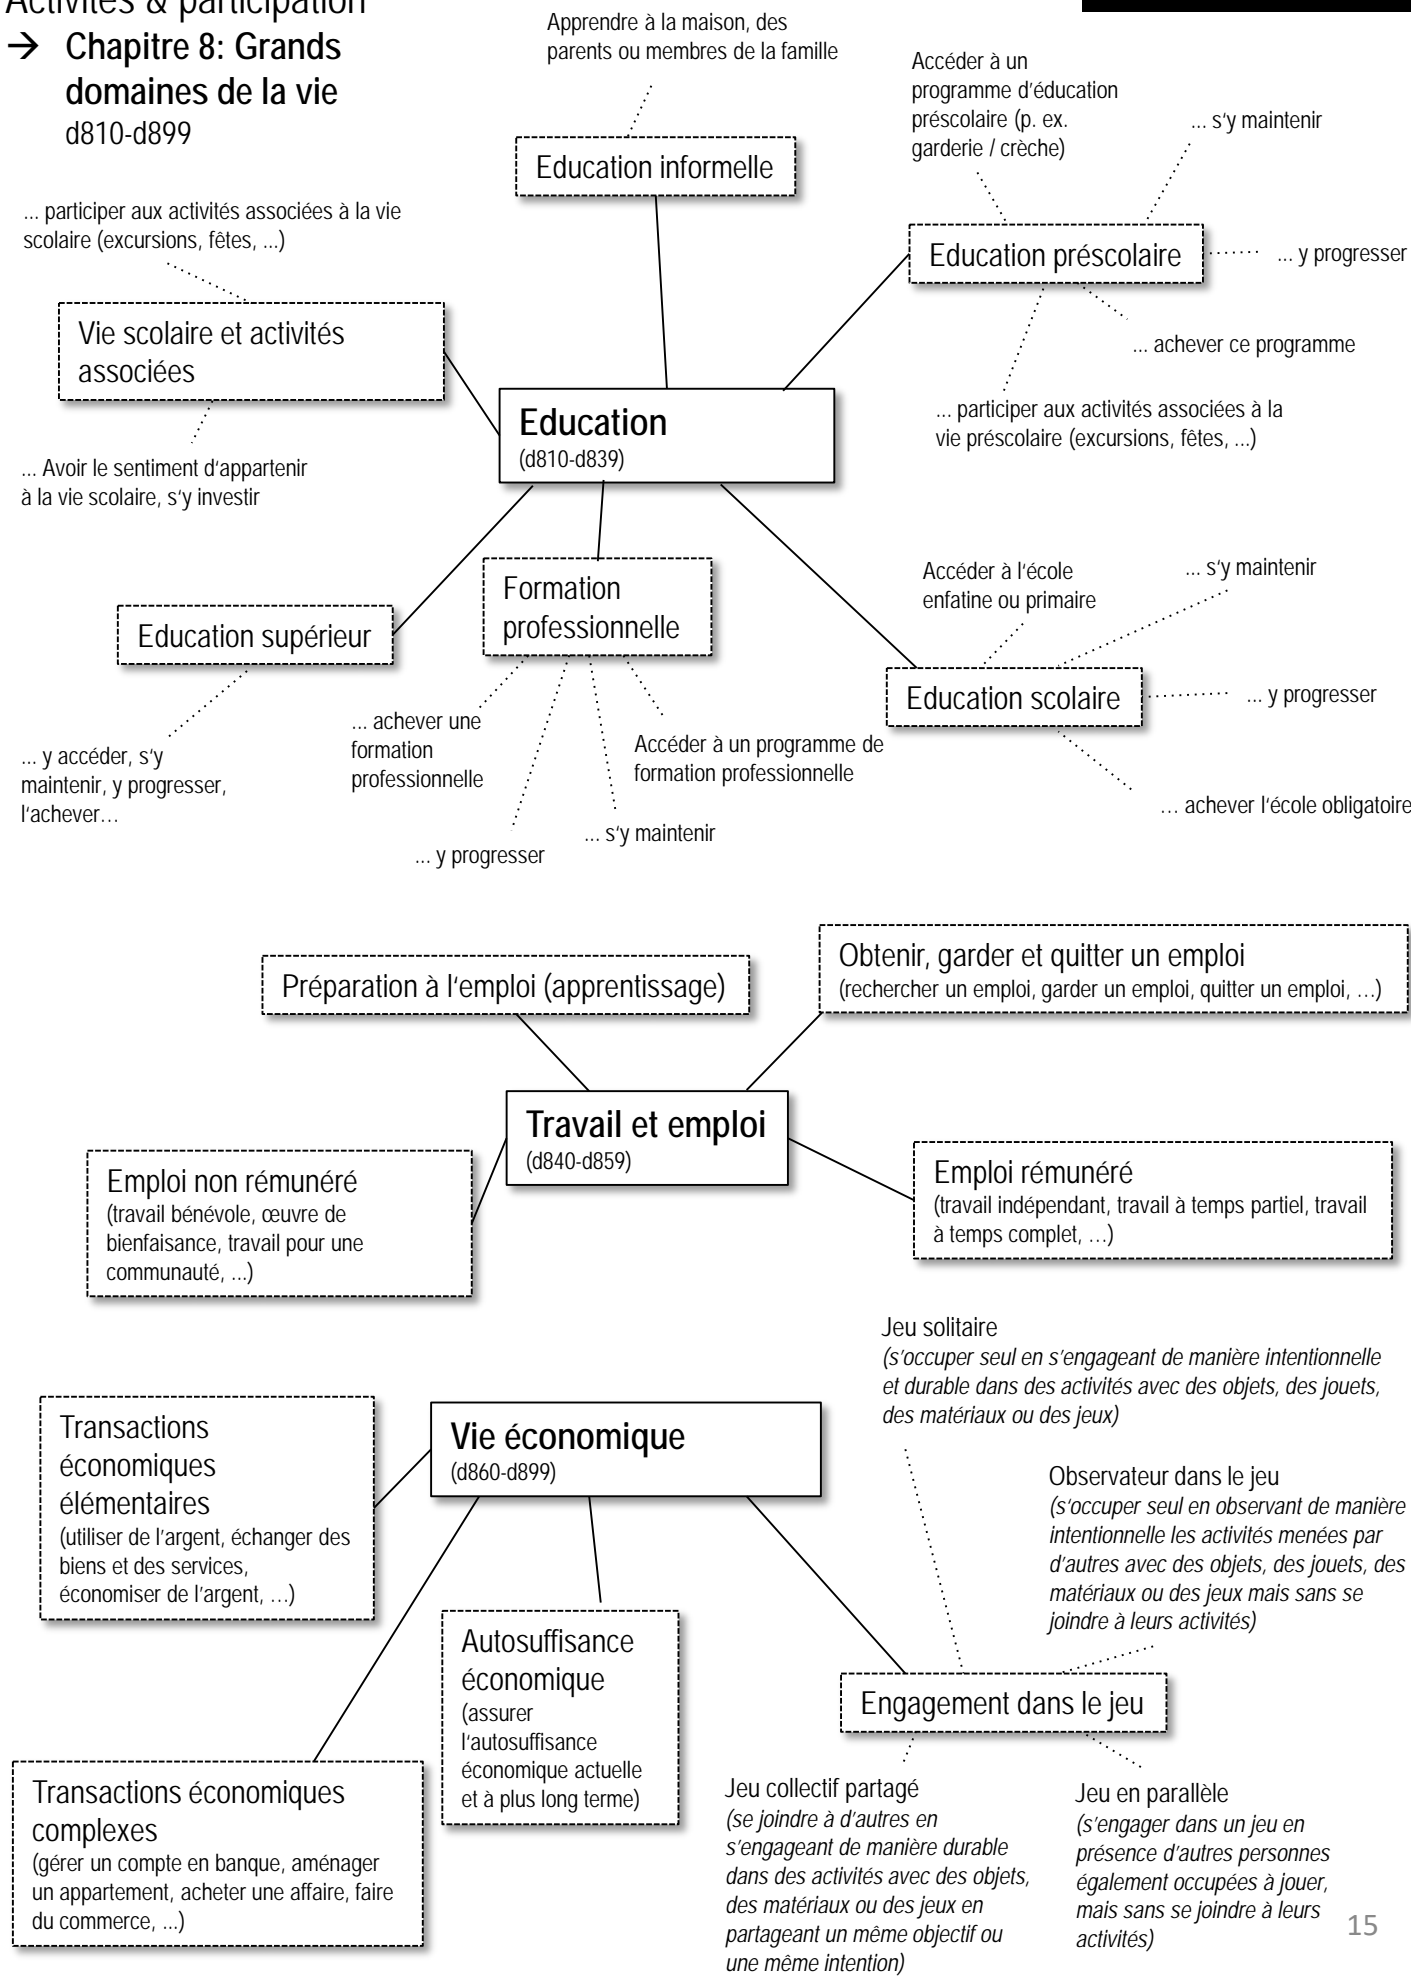 Activités & participation
→ Chapitre 8: Grands
domaines de la vie
d810-d899
Apprendre à la maison, des
parents ou membres de la famille
Education informelle
Accéder à un
programme d'éducation
préscolaire (p. ex.
garderie / crèche)
... s'y maintenir
Education préscolaire
... y progresser
... achever ce programme
... participer aux activités associées à la
vie préscolaire (excursions, fêtes, ...)
... participer aux activités associées à la vie
scolaire (excursions, fêtes, ...)
Vie scolaire et activités
associées
... Avoir le sentiment d'appartenir
à la vie scolaire, s'y investir
Education
(d810-d839)
Education supérieur
... y accéder, s'y
maintenir, y progresser,
l'achever…
Formation
professionnelle
... achever une
formation
professionnelle
... y progresser
... s'y maintenir
Accéder à un programme de
formation professionnelle
Accéder à l'école
enfatine ou primaire
... s'y maintenir
Education scolaire
... y progresser
… achever l'école obligatoire
Préparation à l'emploi (apprentissage)
Obtenir, garder et quitter un emploi
(rechercher un emploi, garder un emploi, quitter un emploi, …)
Travail et emploi
(d840-d859)
Emploi non rémunéré
(travail bénévole, œuvre de
bienfaisance, travail pour une
communauté, ...)
Emploi rémunéré
(travail indépendant, travail à temps partiel, travail
à temps complet, …)
Jeu solitaire
(s'occuper seul en s'engageant de manière intentionnelle
et durable dans des activités avec des objets, des jouets,
des matériaux ou des jeux)
Transactions
économiques
élémentaires
(utiliser de l'argent, échanger des
biens et des services,
économiser de l'argent, …)
Vie économique
(d860-d899)
Observateur dans le jeu
(s'occuper seul en observant de manière
intentionnelle les activités menées par
d'autres avec des objets, des jouets, des
matériaux ou des jeux mais sans se
joindre à leurs activités)
Autosuffisance
économique
(assurer
l'autosuffisance
économique actuelle
et à plus long terme)
Engagement dans le jeu
Transactions économiques
complexes
(gérer un compte en banque, aménager
un appartement, acheter une affaire, faire
du commerce, ...)
Jeu collectif partagé
(se joindre à d'autres en
s'engageant de manière durable
dans des activités avec des objets,
des matériaux ou des jeux en
partageant un même objectif ou
une même intention)
Jeu en parallèle
(s'engager dans un jeu en
présence d'autres personnes
également occupées à jouer,
mais sans se joindre à leurs
activités)
15